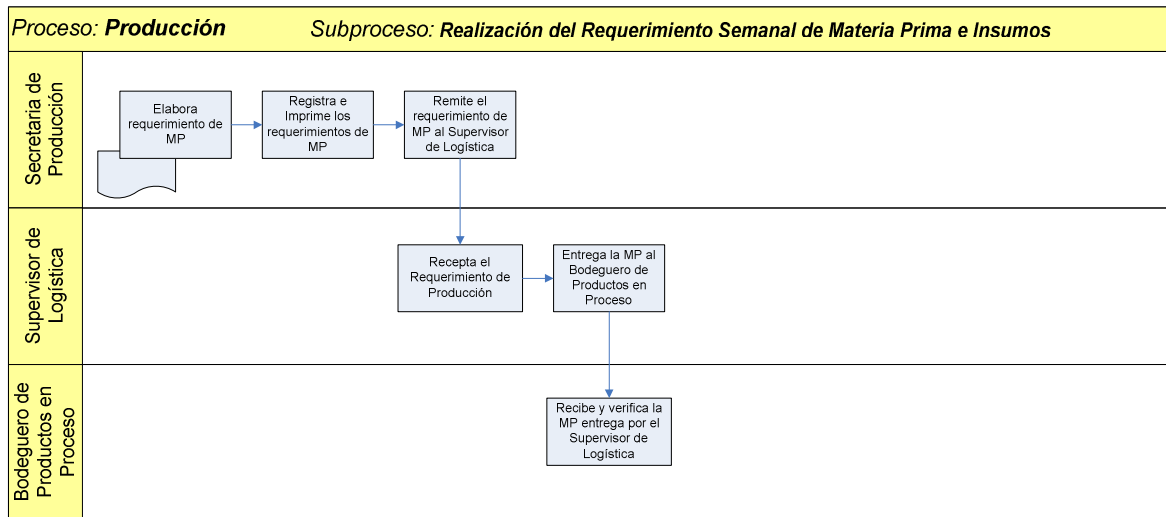 Proceso: Producción Subproceso: Realización del Requerimiento Semanal de Materia Prima e Insumos
Secretaria de
Producción
Elabora
requerimiento de
MP
Registra e
Imprime los
requerimientos de
MP
Remite el
requerimiento de
MP al Supervisor
de Logística
Supervisor de
Logística
Recepta el
Requerimiento de
Producción
Entrega la MP al
Bodeguero de
Productos en
Proceso
Bodeguero de
Productos en
Proceso
Recibe y verifica la
MP entrega por el
Supervisor de
Logística